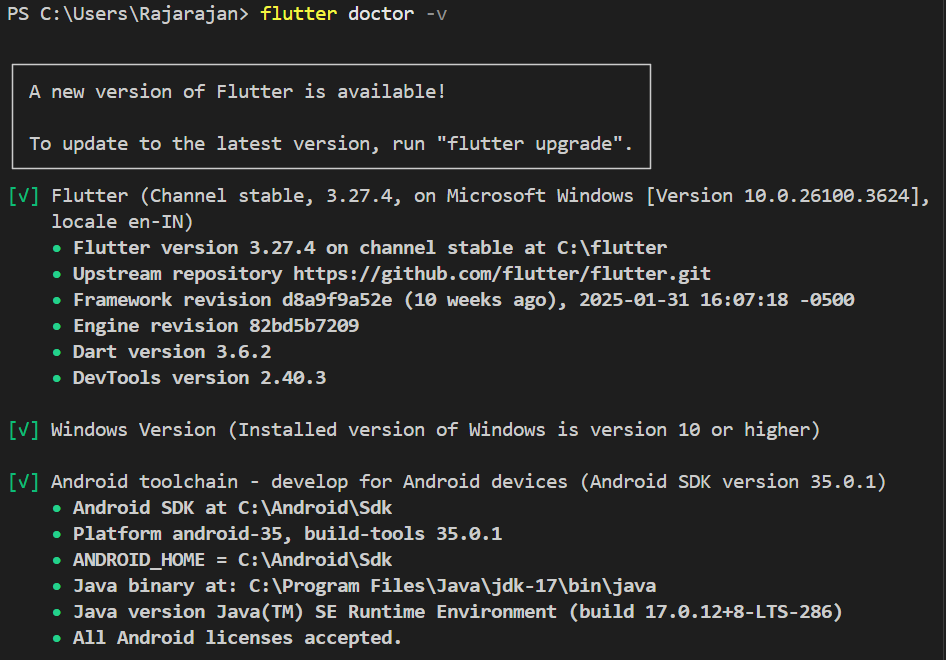 PS C:\Users\Rajarajan> flutter doctor -v
A new version of Flutter is available!
To update to the latest version, run "flutter upgrade".
[√] Flutter (Channel stable, 3.27.4, on Microsoft Windows [Version 10.0.26100.3624],
locale en-IN)
• Flutter version 3.27.4 on channel stable at C:\flutter
• Upstream repository https://github.com/flutter/flutter.git
• Framework revision d8a9f9a52e (10 weeks ago), 2025-01-31 16:07:18 -0500
• Engine revision 82bd5b7209
• Dart version 3.6.2
• DevTools version 2.40.3
[√] Windows Version (Installed version of Windows is version 10 or higher)
[√] Android toolchain - develop for Android devices (Android SDK version 35.0.1)
• Android SDK at C:\Android\Sdk
• Platform android-35, build-tools 35.0.1
• ANDROID_HOME = C:\Android\Sdk
• Java binary at: C:\Program Files\Java\jdk-17\bin\java
• Java version Java(TM) SE Runtime Environment (build 17.0.12+8-LTS-286)
• All Android licenses accepted.